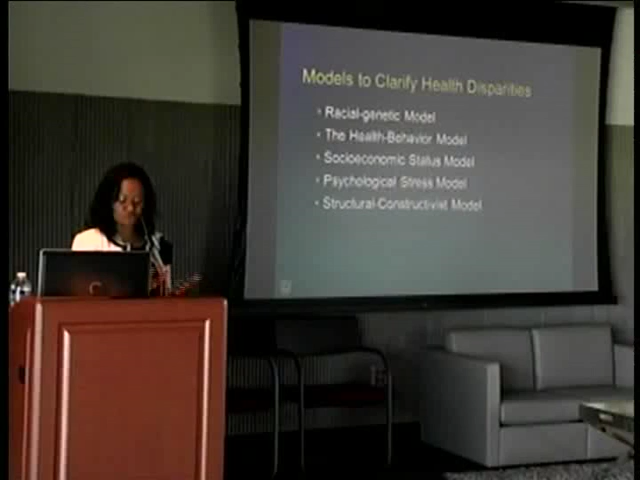 Models to Clarify Health Disparities
• Racial-genetic Model
• The Health-Behavior Model
• Socioeconomic Status Model
• Psychological Stress Model
• Structural-Constructivist Model